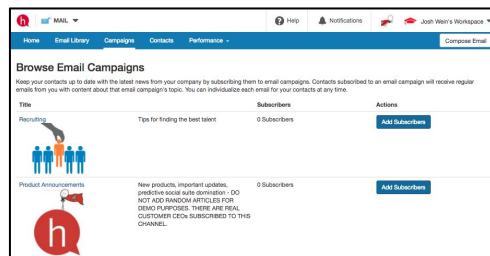 h MAIL Help Notifications Josh Wein's Workspace
Home Email Library Campaigns Contacts Performance Compose Email
Browse Email Campaigns
Keep your contacts up to date with the latest news from your company by subscribing them to email campaigns. Contacts subscribed to an email campaign will receive regular
emails from you with content about that email campaign's topic. You can individualize each email for your contacts at any time.
Title Subscribers Actions
Recruiting Tips for finding the best talent 0 Subscribers Add Subscribers
Product Announcements New products, important updates, 0 Subscribers Add Subscribers
predictive social suite domination - DO
NOT ADD RANDOM ARTICLES FOR
DEMO PURPOSES. THERE ARE REAL
CUSTOMER CEOs SUBSCRIBED TO THIS
CHANNEL.
h